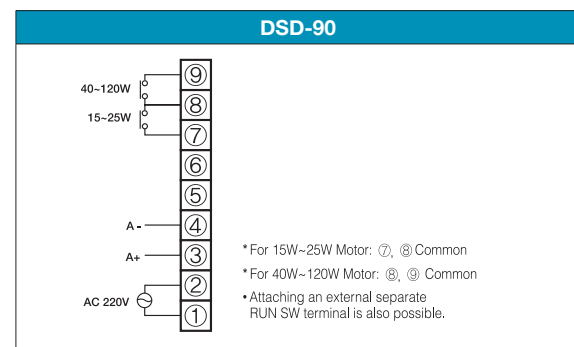 DSD-90
⑨
40~120W
⑧
15~25W
⑦
⑥
⑤
A - ④
A+ ③
②
AC 220V
①
* For 15W~25W Motor: ⑦, ⑧ Common
* For 40W~120W Motor: ⑧, ⑨ Common
• Attaching an external separate
RUN SW terminal is also possible.